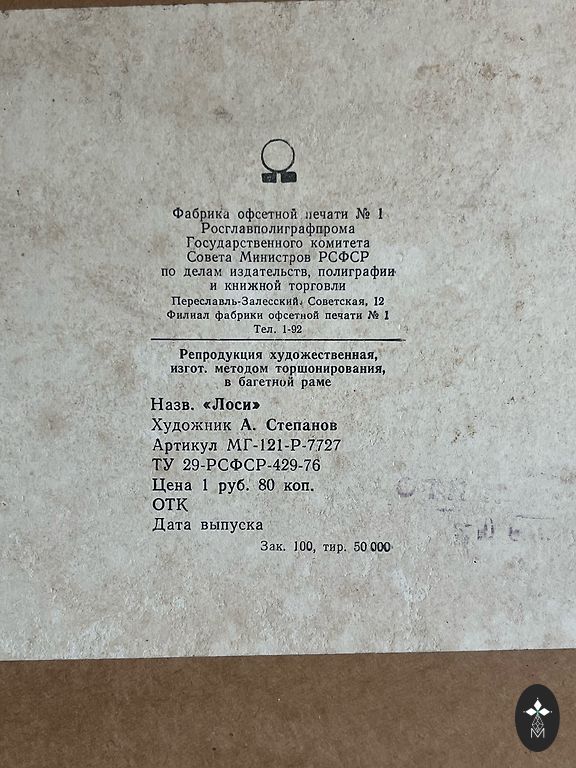 Фабрика офсетной печати № 1
Росглавполиграфпрома
Государственного комитета
Совета Министров РСФСР
по делам издательств, полиграфии
и книжной торговли
Переславль-Залесский, Советская, 12
Филиал фабрики офсетной печати № 1
Тел. 1-92
Репродукция художественная,
изгот. методом торшонирования,
в багетной раме
Назв. «Лоси»
Художник А. Степанов
Артикул МГ-121-Р-7727
ТУ 29-РСФСР-429-76
Цена 1 руб. 80 коп.
ОТК
Дата выпуска
Зак. 100, тир. 50 000
M